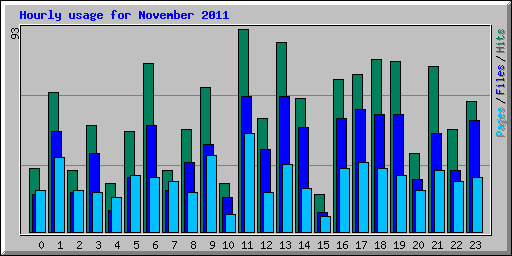 Hourly usage for November 2011
93
Pages/Files/Hits
0 1 2 3 4 5 6 7 8 9 10 11 12 13 14 15 16 17 18 19 20 21 22 23